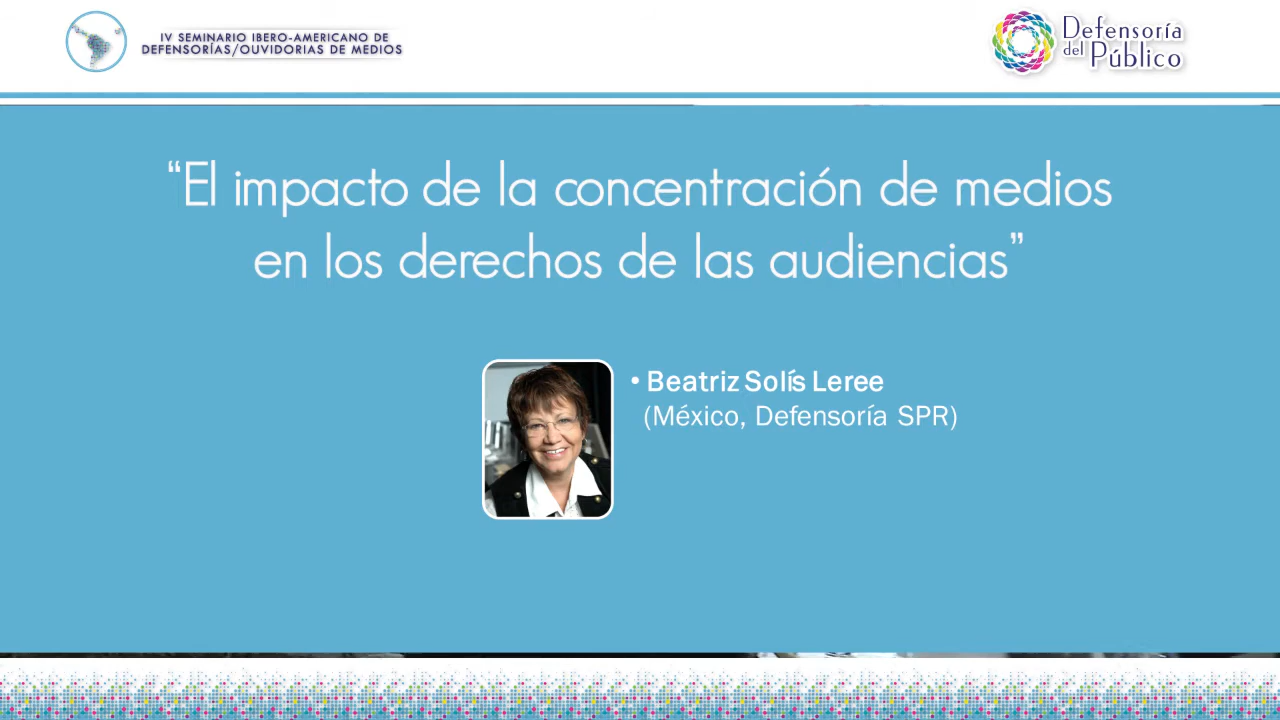 IV SEMINARIO IBERO-AMERICANO DE
DEFENSORÍAS/OUVIDORIAS DE MEDIOS
Defensoría
del Público
“El impacto de la concentración de medios
en los derechos de las audiencias”
• Beatriz Solís Leree
(México, Defensoría SPR)